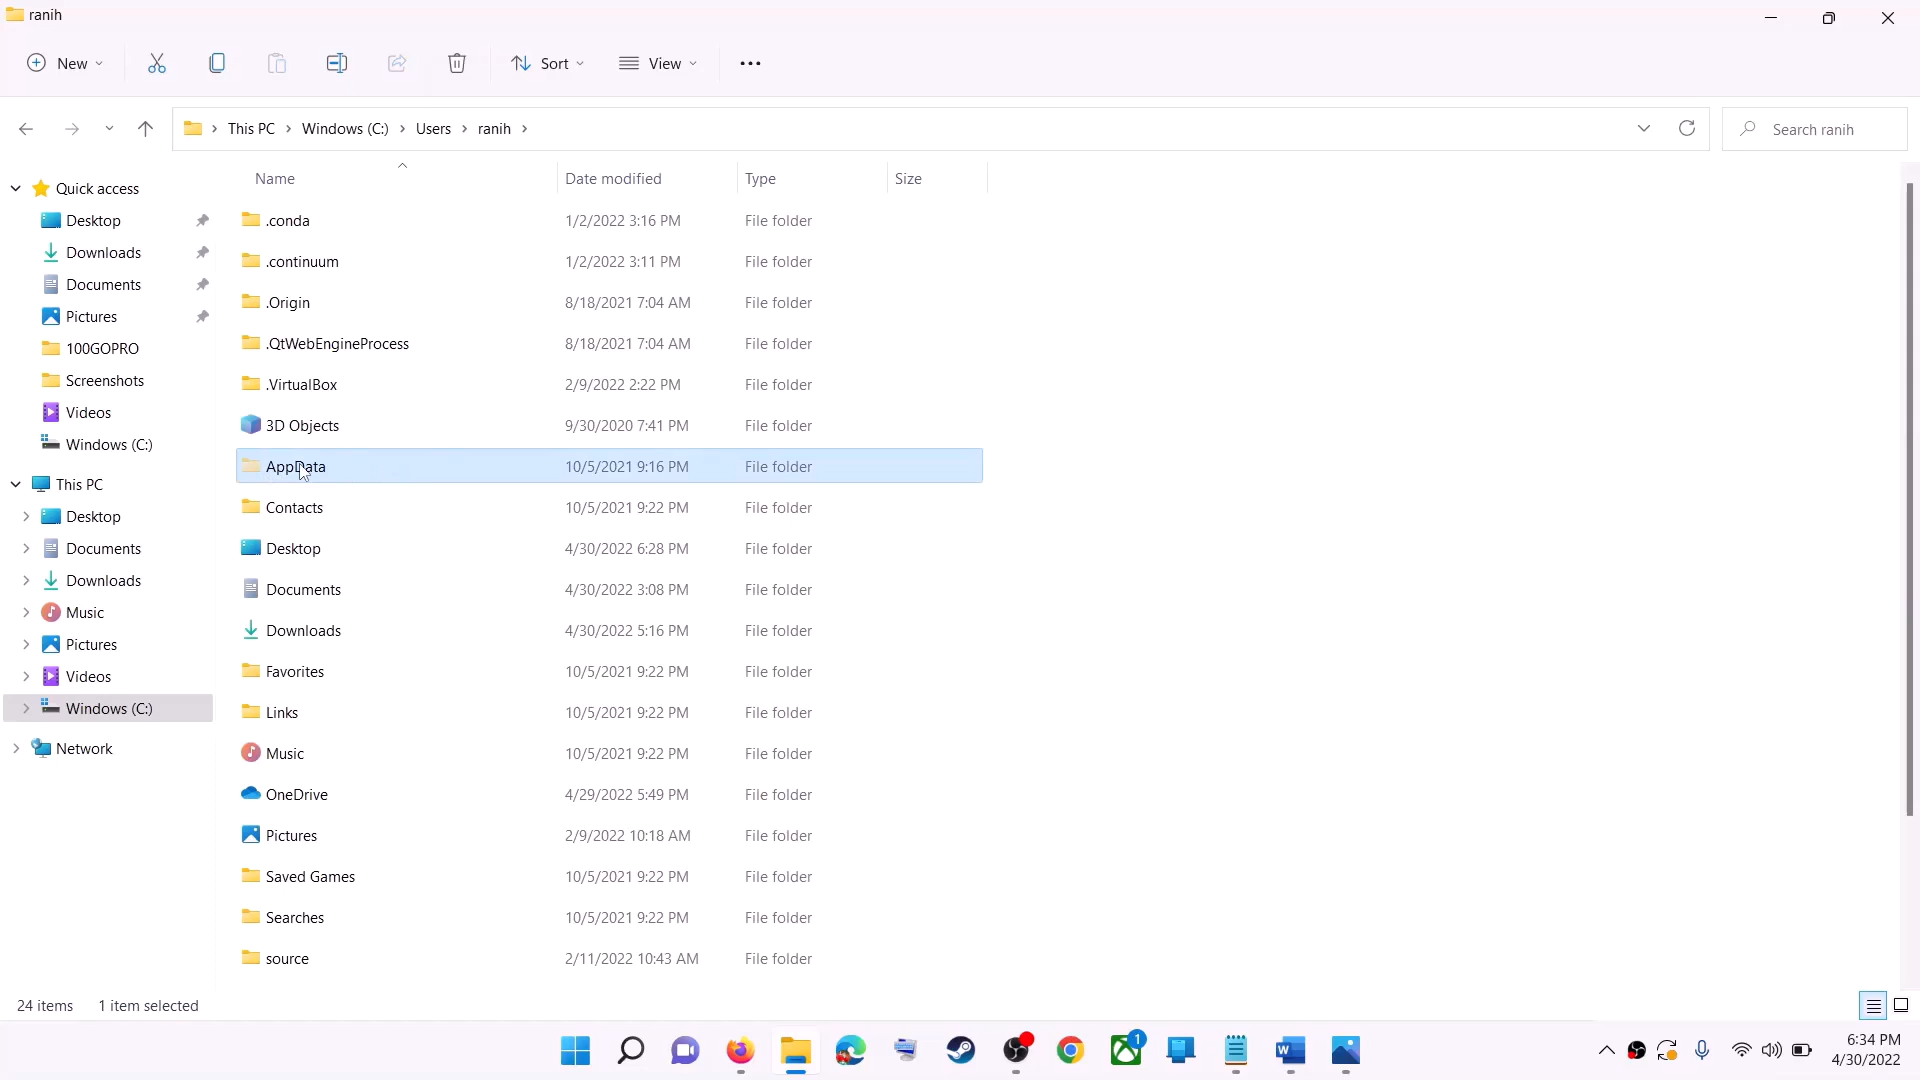 ranih
New
Sort
View
This PC Windows (C:) Users ranih
Search ranih
Name Date modified Type Size
Quick access
Desktop
Downloads
Documents
Pictures
100GOPRO
Screenshots
Videos
Windows (C:)
This PC
Desktop
Documents
Downloads
Music
Pictures
Videos
Windows (C:)
Network
.conda 1/2/2022 3:16 PM File folder
.continuum 1/2/2022 3:11 PM File folder
.Origin 8/18/2021 7:04 AM File folder
.QtWebEngineProcess 8/18/2021 7:04 AM File folder
.VirtualBox 2/9/2022 2:22 PM File folder
3D Objects 9/30/2020 7:41 PM File folder
AppData 10/5/2021 9:16 PM File folder
Contacts 10/5/2021 9:22 PM File folder
Desktop 4/30/2022 6:28 PM File folder
Documents 4/30/2022 3:08 PM File folder
Downloads 4/30/2022 5:16 PM File folder
Favorites 10/5/2021 9:22 PM File folder
Links 10/5/2021 9:22 PM File folder
Music 10/5/2021 9:22 PM File folder
OneDrive 4/29/2022 5:49 PM File folder
Pictures 2/9/2022 10:18 AM File folder
Saved Games 10/5/2021 9:22 PM File folder
Searches 10/5/2021 9:22 PM File folder
source 2/11/2022 10:43 AM File folder
24 items 1 item selected
1
W
6:34 PM
4/30/2022